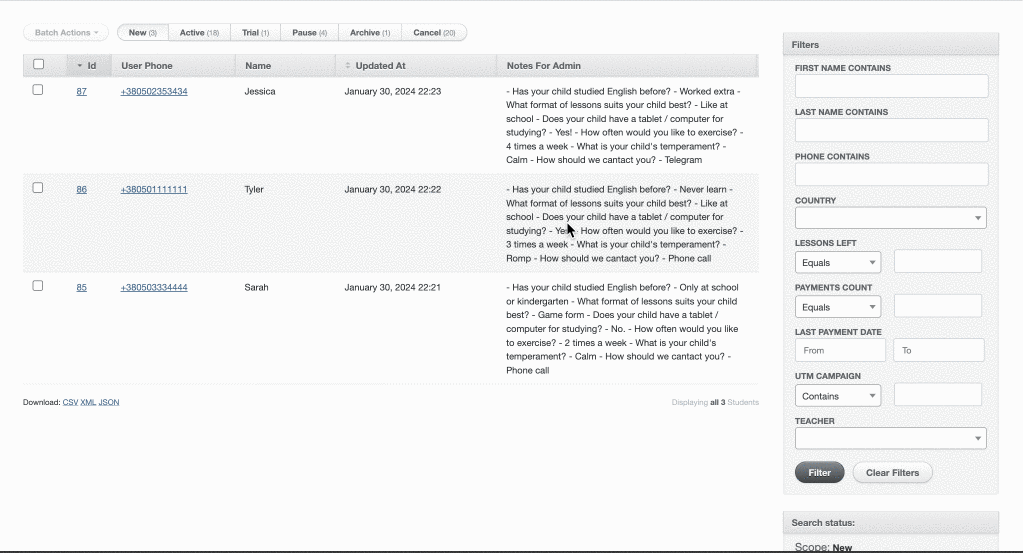 Batch Actions
New (3) Active (18) Trial (1) Pause (4) Archive (1) Cancel (20)
Id User Phone Name Updated At Notes For Admin
87 +380502353434 Jessica January 30, 2024 22:23
- Has your child studied English before? - Worked extra -
What format of lessons suits your child best? - Like at
school - Does your child have a tablet / computer for
studying? - Yes! - How often would you like to exercise? -
4 times a week - What is your child's temperament? -
Calm - How should we cantact you? - Telegram
86 +380501111111 Tyler January 30, 2024 22:22
- Has your child studied English before? - Never learn -
What format of lessons suits your child best? - Like at
school - Does your child have a tablet / computer for
studying? - Yes - How often would you like to exercise? -
3 times a week - What is your child's temperament? -
Romp - How should we cantact you? - Phone call
85 +380503334444 Sarah January 30, 2024 22:21
- Has your child studied English before? - Only at school
or kindergarten - What format of lessons suits your child
best? - Game form - Does your child have a tablet /
computer for studying? - No. - How often would you like
to exercise? - 2 times a week - What is your child's
temperament? - Calm - How should we cantact you? -
Phone call
Download: CSV XML JSON
Displaying all 3 Students
Filters
FIRST NAME CONTAINS
LAST NAME CONTAINS
PHONE CONTAINS
COUNTRY
LESSONS LEFT
Equals
PAYMENTS COUNT
Equals
LAST PAYMENT DATE
From To
UTM CAMPAIGN
Contains
TEACHER
Filter Clear Filters
Search status:
Scope: New